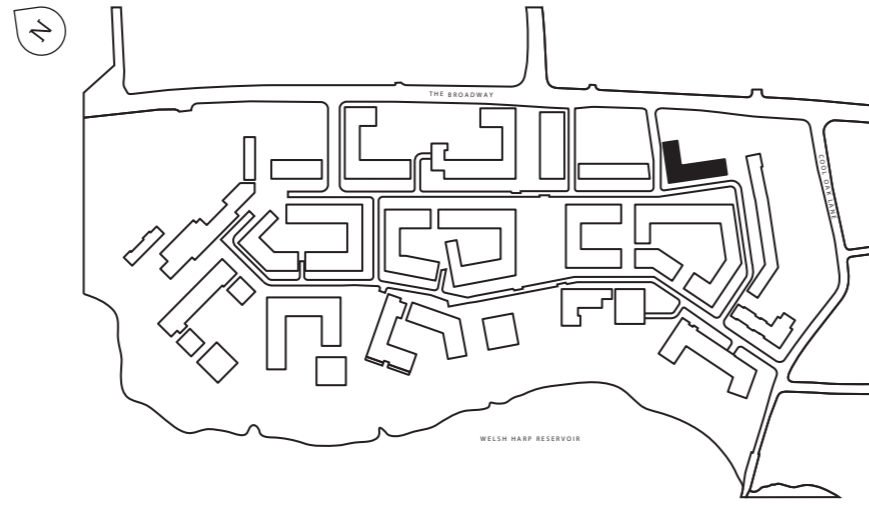 N
THE BROADWAY
COOL OAK LANE
WELSH HARP RESERVOIR